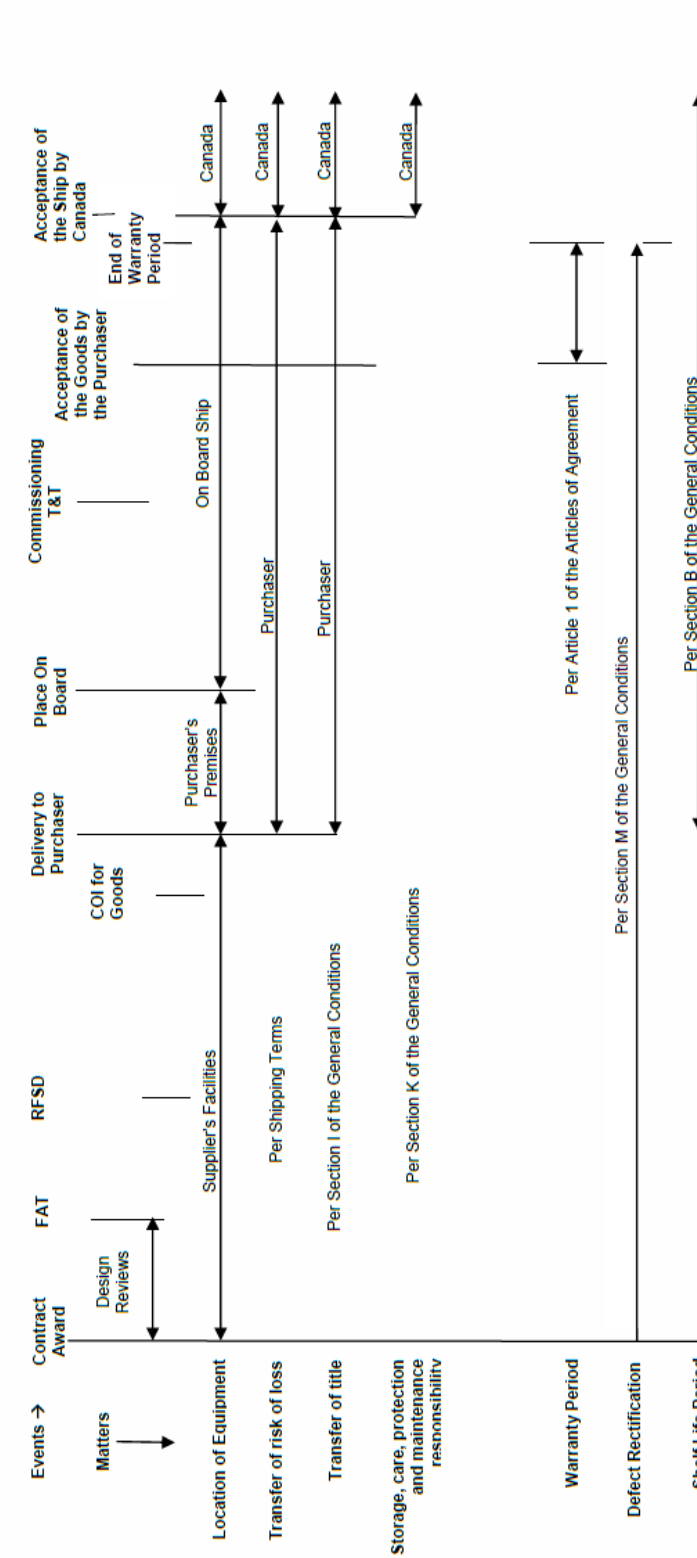 Events →
Contract
Award
FAT
RFSD
Delivery to
Purchaser
Place On
Board
Commissioning
T&T
Acceptance of
the Goods by
the Purchaser
Acceptance of
the Ship by
Canada
Matters
Design
Reviews
COI for
Goods
End of
Warranty
Period
Location of Equipment
Supplier's Facilities
Purchaser's
Premises
On Board Ship
Canada
Transfer of risk of loss
Per Shipping Terms
Purchaser
Canada
Transfer of title
Per Section I of the General Conditions
Purchaser
Canada
Storage, care, protection
and maintenance
responsibility
Per Section K of the General Conditions
Canada
Warranty Period
Per Article 1 of the Articles of Agreement
Defect Rectification
Per Section M of the General Conditions
Shelf Life Period
Per Section B of the General Conditions